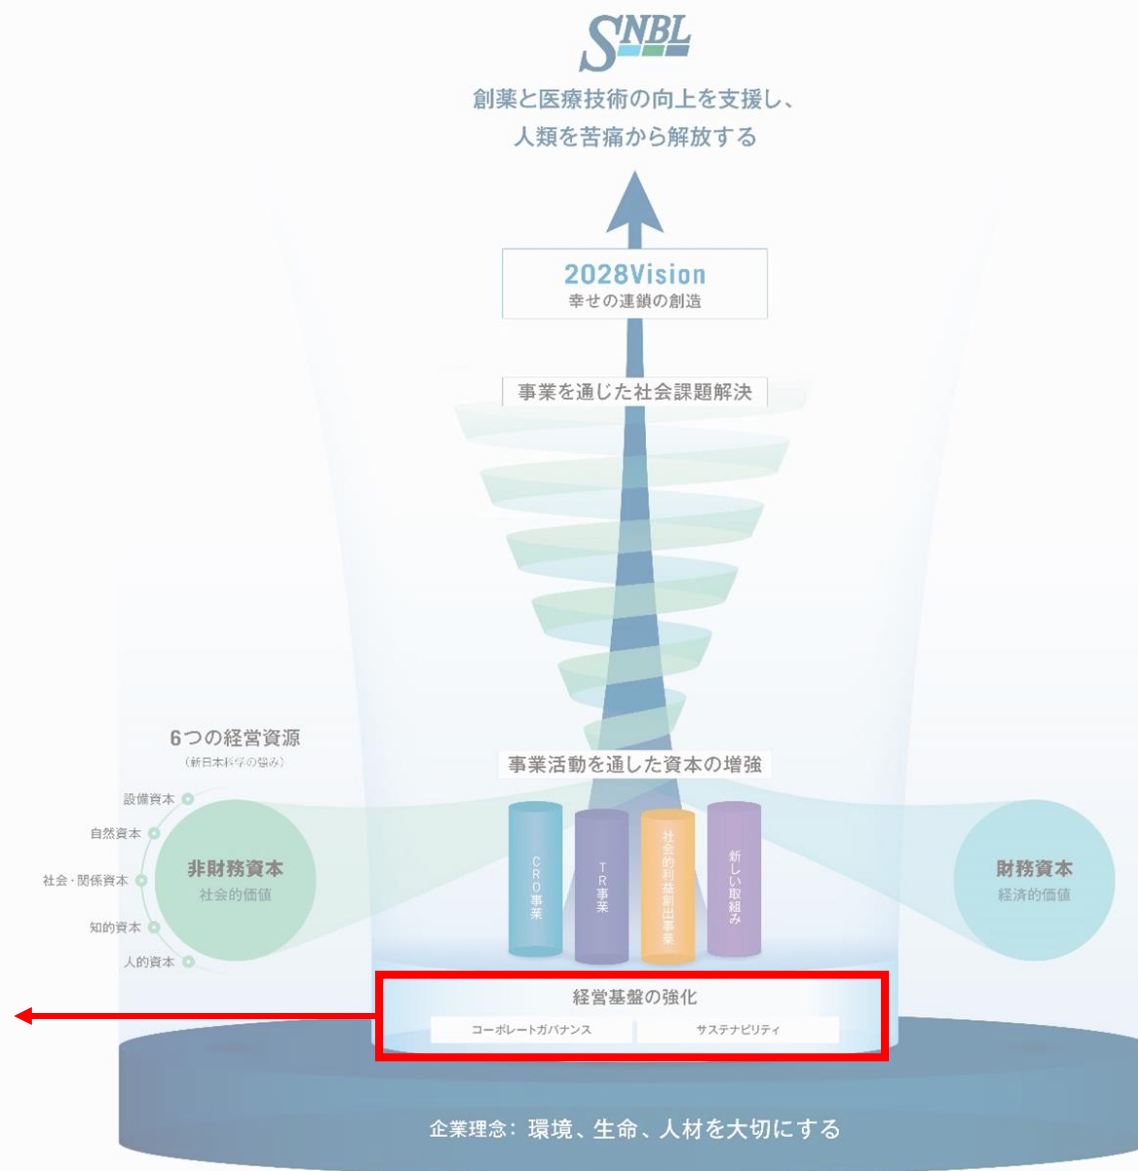 SNBL
創薬と医療技術の向上を支援し、
人類を苦痛から解放する
2028Vision
幸せの連鎖の創造
事業を通じた社会課題解決
6つの経営資源
(新日本科学の強み)
設備資本
自然資本
社会・関係資本
知的資本
人的資本
非財務資本
社会的価値
事業活動を通した資本の増強
CRO事業
TR事業
社会的利益創出事業
新しい取組み
財務資本
経済的価値
経営基盤の強化
コーポレートガバナンス
サステナビリティ
企業理念: 環境、生命、人材を大切にする